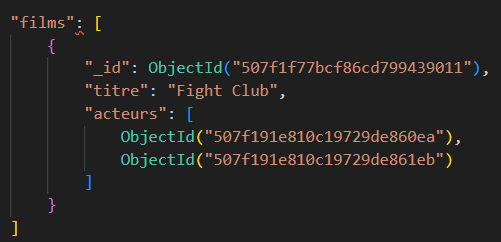 "films": [
{
"_id": ObjectId("507f1f77bcf86cd799439011"),
"titre": "Fight Club",
"acteurs": [
ObjectId("507f191e810c19729de860ea"),
ObjectId("507f191e810c19729de861eb")
]
}
]